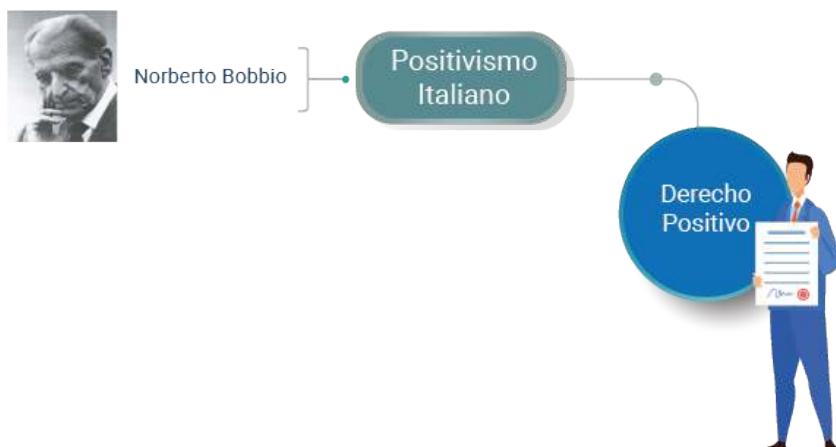 Norberto Bobbio
Positivismo
Italiano
Derecho
Positivo